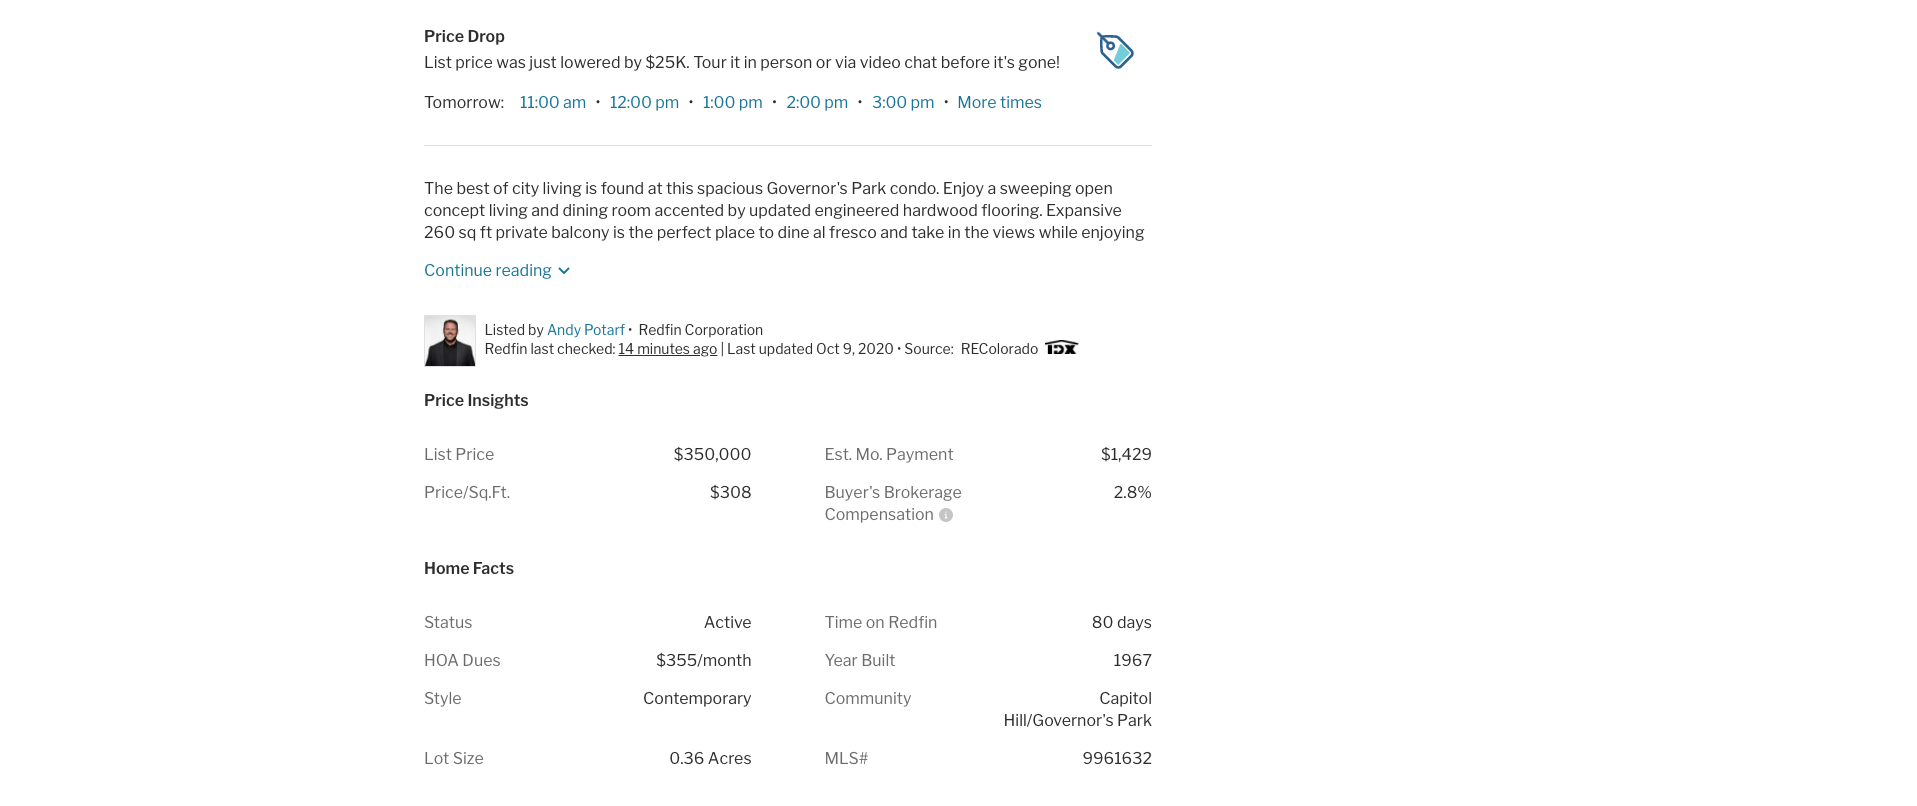 Price Drop
List price was just lowered by $25K. Tour it in person or via video chat before it's gone!
Tomorrow: 11:00 am • 12:00 pm • 1:00 pm • 2:00 pm • 3:00 pm • More times
The best of city living is found at this spacious Governor's Park condo. Enjoy a sweeping open
concept living and dining room accented by updated engineered hardwood flooring. Expansive
260 sq ft private balcony is the perfect place to dine al fresco and take in the views while enjoying
Continue reading
Listed by Andy Potarf • Redfin Corporation
Redfin last checked: 14 minutes ago | Last updated Oct 9, 2020 • Source: REColorado IDX
Price Insights
List Price $350,000 Est. Mo. Payment $1,429
Price/Sq.Ft. $308 Buyer's Brokerage 2.8%
Compensation
Home Facts
Status Active Time on Redfin 80 days
HOA Dues $355/month Year Built 1967
Style Contemporary Community Capitol
Hill/Governor's Park
Lot Size 0.36 Acres MLS# 9961632